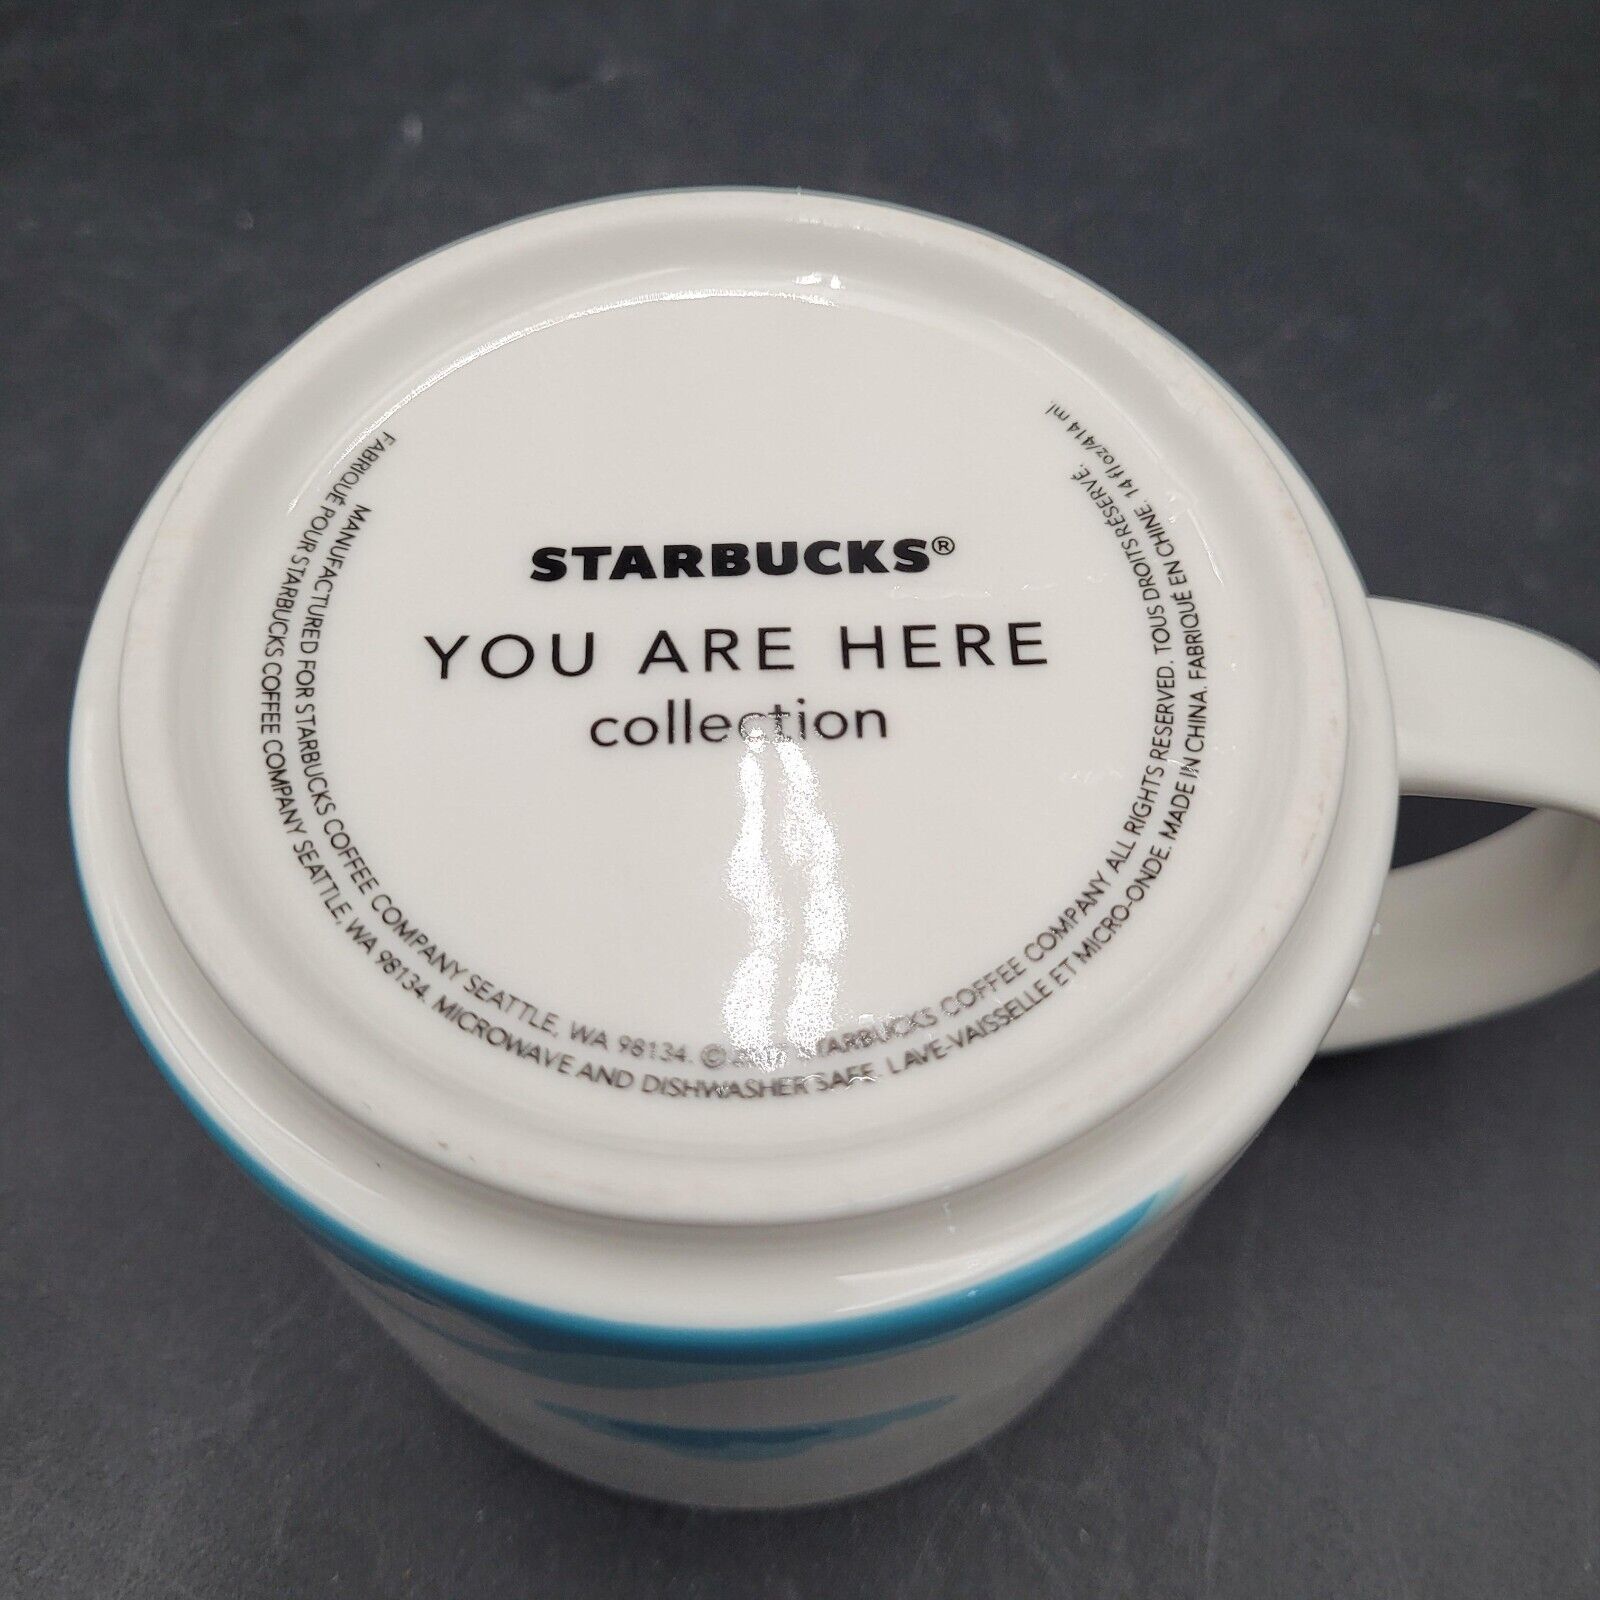 STARBUCKS®
YOU ARE HERE
collection
MANUFACTURED FOR STARBUCKS COFFEE COMPANY SEATTLE, WA 98134. © STARBUCKS COFFEE COMPANY ALL RIGHTS RESERVED. TOUS DROITS RÉSERVÉ.
FABRIQUÉ POUR STARBUCKS COFFEE COMPANY SEATTLE, WA 98134. MICROWAVE AND DISHWASHER SAFE. LAVE-VAISSELLE ET MICRO-ONDE. MADE IN CHINA. FABRIQUÉ EN CHINE. 14 fl oz/414 ml.